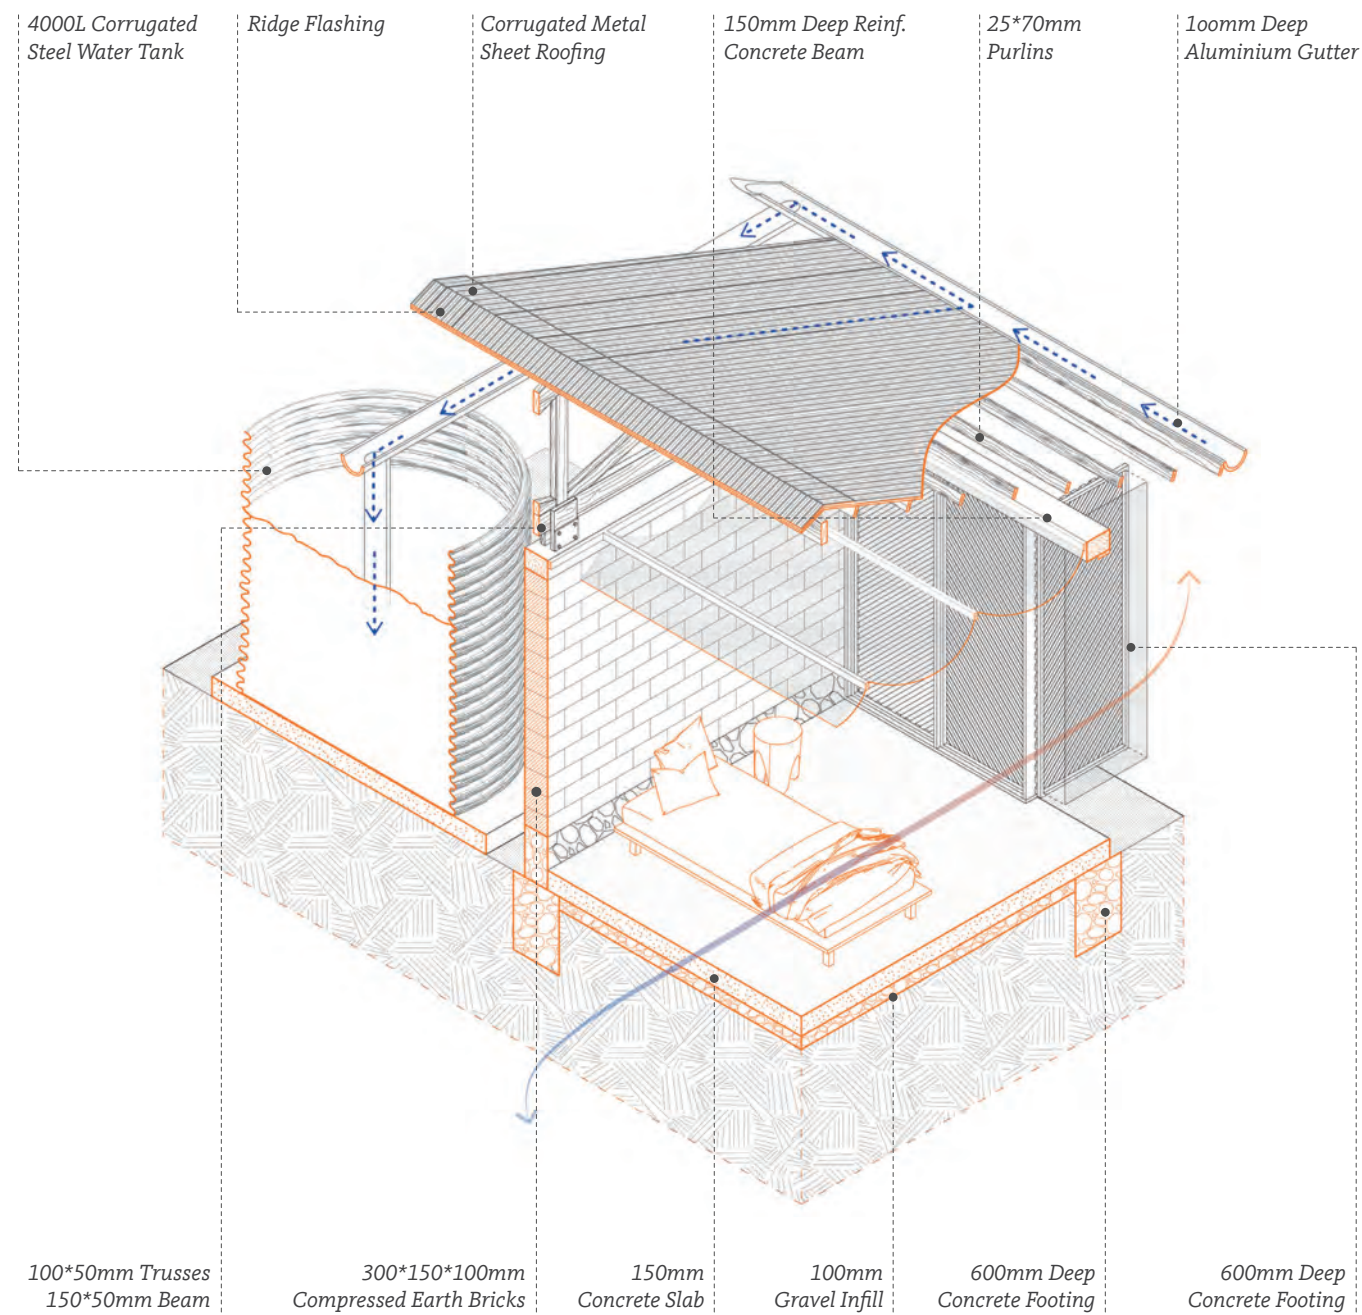 4000L Corrugated
Steel Water Tank
Ridge Flashing
Corrugated Metal
Sheet Roofing
150mm Deep Reinf.
Concrete Beam
25*70mm
Purlins
1oomm Deep
Aluminium Gutter
100*50mm Trusses
150*50mm Beam
300*150*100mm
Compressed Earth Bricks
150mm
Concrete Slab
100mm
Gravel Infill
600mm Deep
Concrete Footing
600mm Deep
Concrete Footing